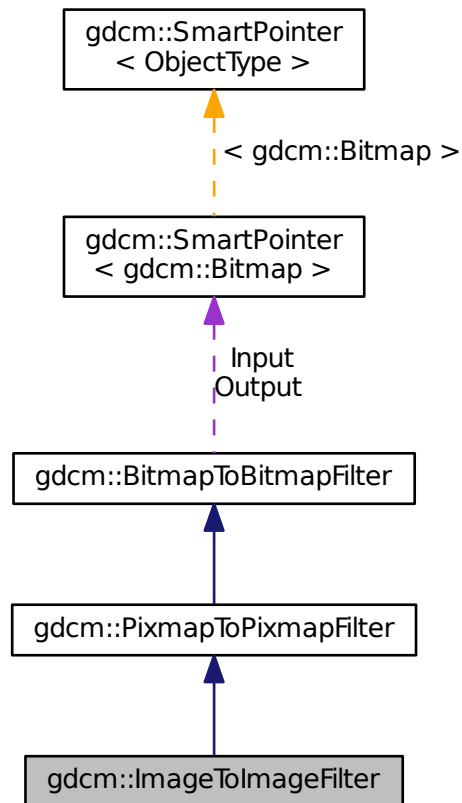 gdcm::SmartPointer
< ObjectType >
< gdcm::Bitmap >
gdcm::SmartPointer
< gdcm::Bitmap >
Input
Output
gdcm::BitmapToBitmapFilter
gdcm::PixmapToPixmapFilter
gdcm::ImageToImageFilter